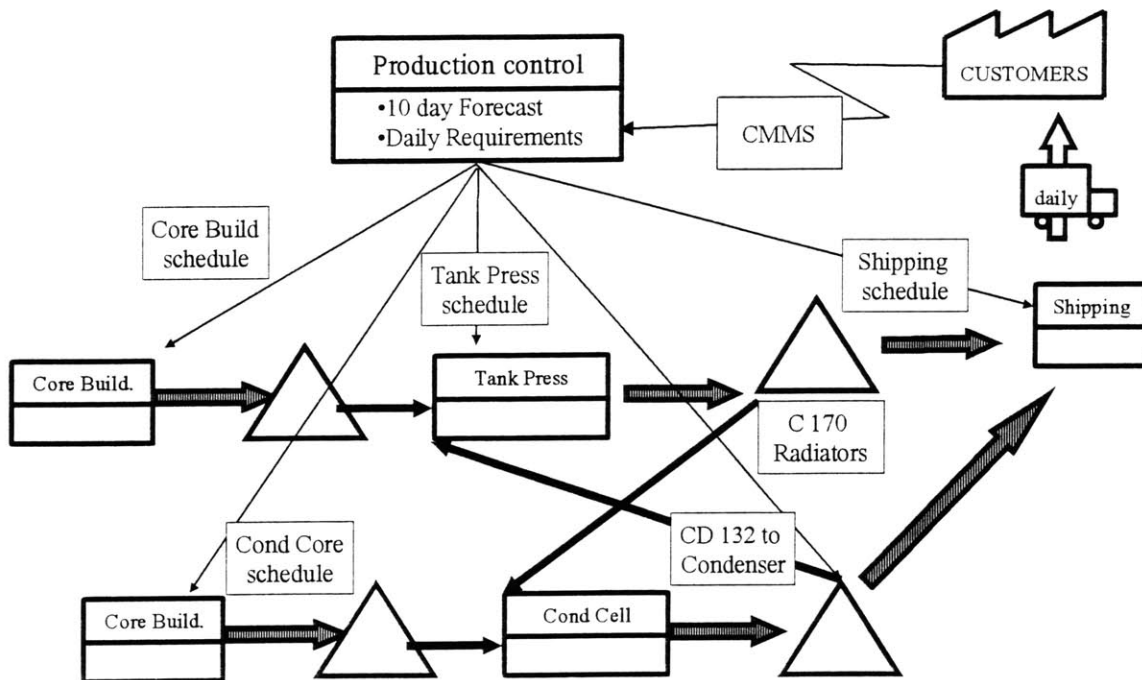 Production control
•10 day Forecast
•Daily Requirements
CMMS
CUSTOMERS
daily
Core Build
schedule
Tank Press
schedule
Shipping
schedule
Shipping
Core Build.
Tank Press
C 170
Radiators
Cond Core
schedule
CD 132 to
Condenser
Core Build.
Cond Cell